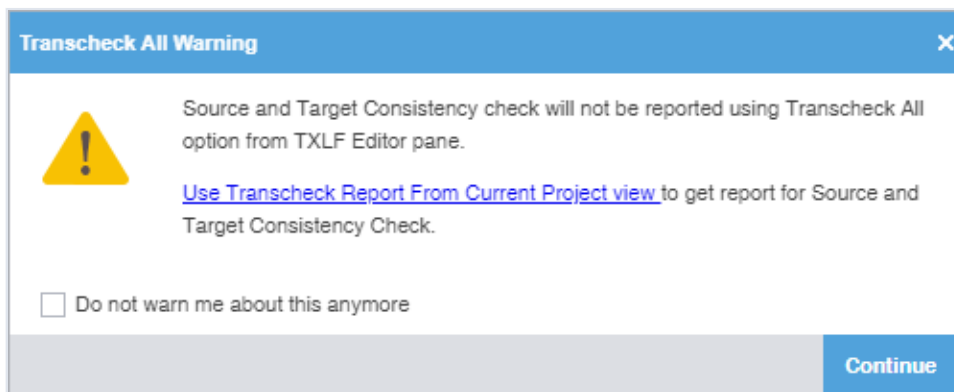 Transcheck All Warning
Source and Target Consistency check will not be reported using Transcheck All
option from TXLF Editor pane.
Use Transcheck Report From Current Project view to get report for Source and
Target Consistency Check.
Do not warn me about this anymore
Continue